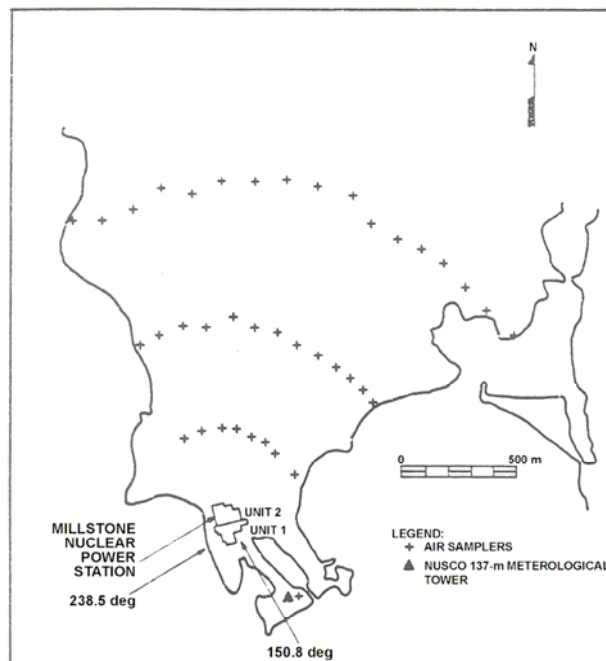 N
UNIT 2
UNIT 1
MILLSTONE
NUCLEAR
POWER
STATION
238.5 deg
150.8 deg
0
500 m
LEGEND:
+ AIR SAMPLERS
▲ NUSCO 137-m METEROLOGICAL
TOWER